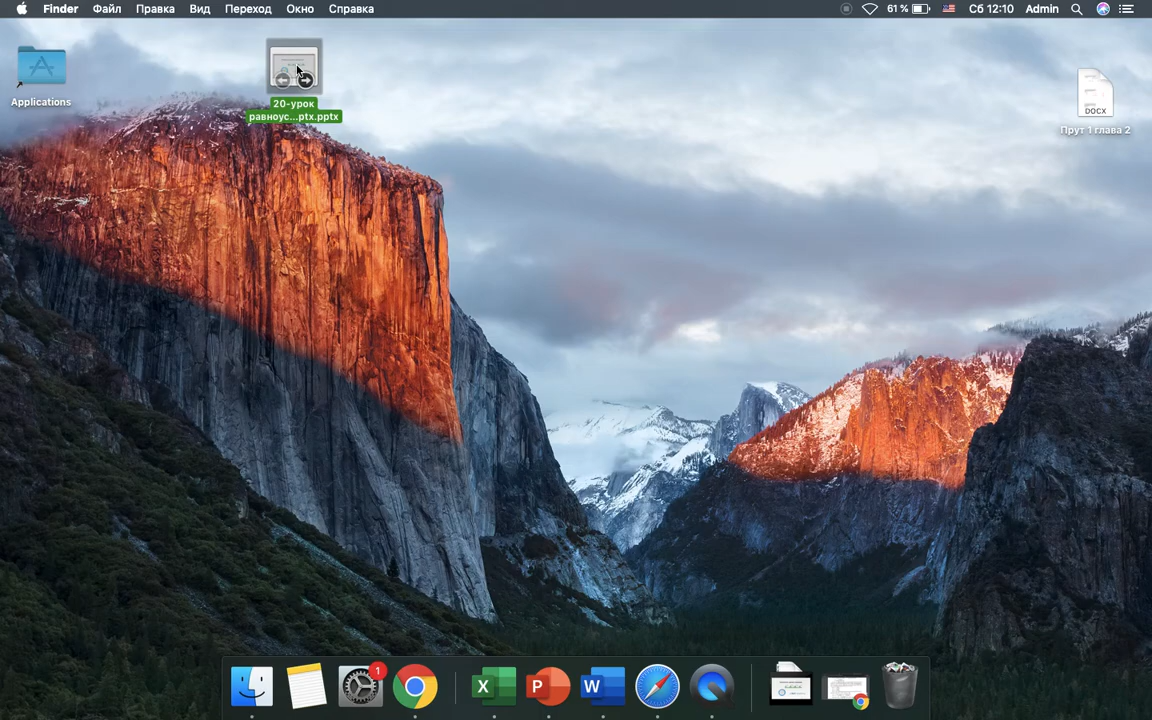 Finder Файл Правка Вид Переход Окно Справка 61 % Сб 12:10 Admin
Applications
20-урок
равноус...ptx.pptx
DOCX
Прут 1 глава 2
1
X P W